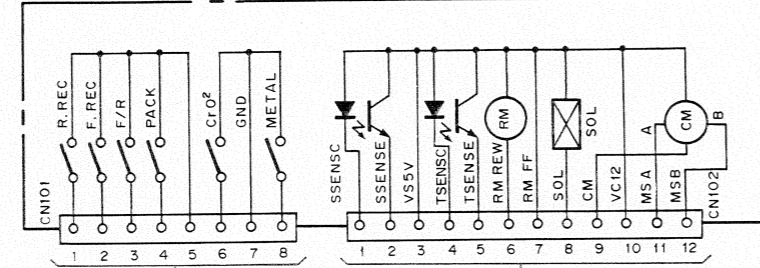 R.REC
F.REC
F/R
PACK
CrO²
GND
METAL
CN101
1 2 3 4 5 6 7 8
SSENSC
SSENSE
VS5V
TSENSC
TSENSE
RM REW
RM
RM FF
SOL
SOL
CM
VC12
MSA
A
CM
B
MSB
CN102
1 2 3 4 5 6 7 8 9 10 11 12